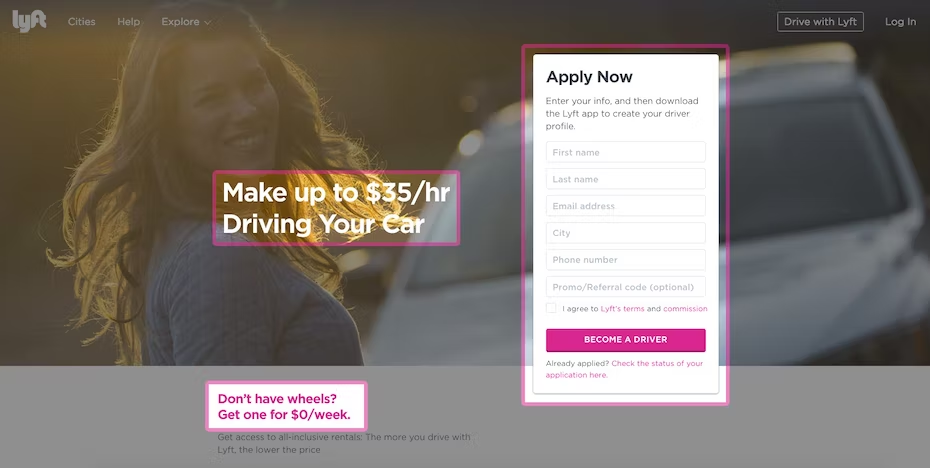 lyft Cities Help Explore Drive with Lyft Log In
Make up to $35/hr
Driving Your Car
Apply Now
Enter your info, and then download
the Lyft app to create your driver
profile.
First name
Last name
Email address
City
Phone number
Promo/Referral code (optional)
I agree to Lyft's terms and commission
BECOME A DRIVER
Already applied? Check the status of your
application here.
Don't have wheels?
Get one for $0/week.
Get access to all-inclusive rentals: The more you drive with
Lyft, the lower the price